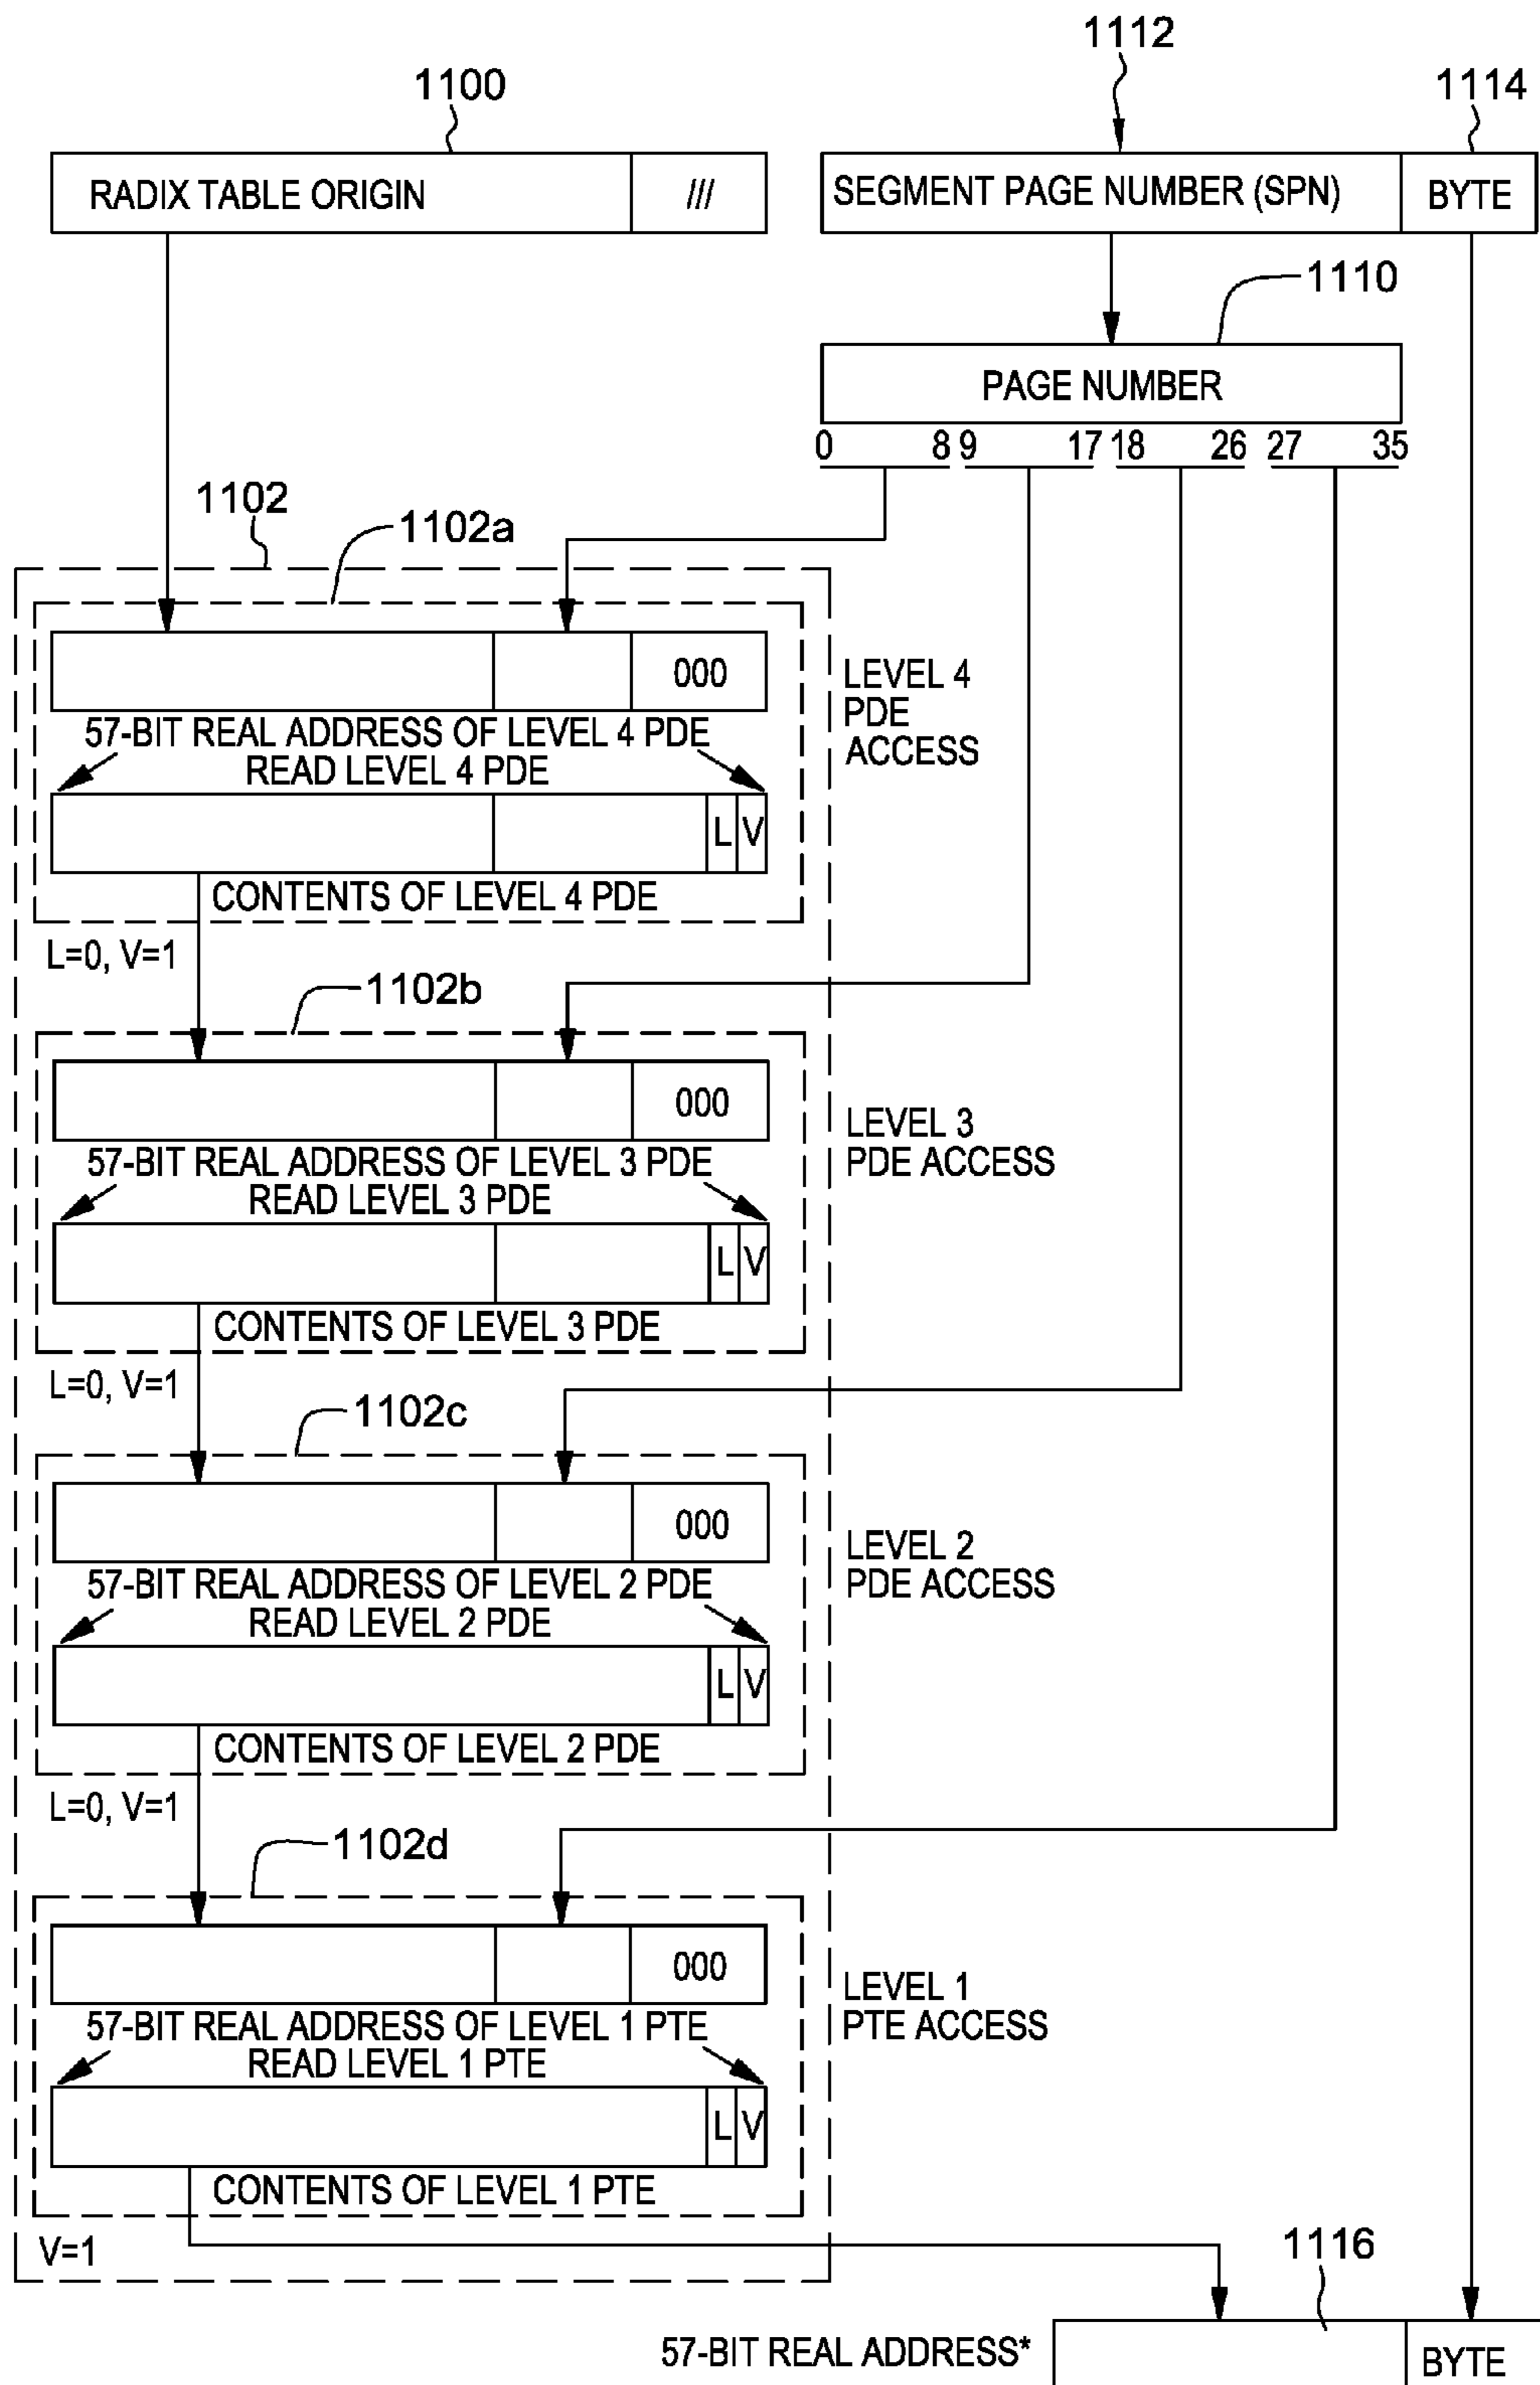 1112
1100
1114
RADIX TABLE ORIGIN
///
SEGMENT PAGE NUMBER (SPN)
BYTE
1110
PAGE NUMBER
0 8 9 17 18 26 27 35
1102
1102a
000
LEVEL 4
PDE
ACCESS
57-BIT REAL ADDRESS OF LEVEL 4 PDE
READ LEVEL 4 PDE
L V
CONTENTS OF LEVEL 4 PDE
L=0, V=1
1102b
000
LEVEL 3
PDE ACCESS
57-BIT REAL ADDRESS OF LEVEL 3 PDE
READ LEVEL 3 PDE
L V
CONTENTS OF LEVEL 3 PDE
L=0, V=1
1102c
000
LEVEL 2
PDE ACCESS
57-BIT REAL ADDRESS OF LEVEL 2 PDE
READ LEVEL 2 PDE
L V
CONTENTS OF LEVEL 2 PDE
L=0, V=1
1102d
000
LEVEL 1
PTE ACCESS
57-BIT REAL ADDRESS OF LEVEL 1 PTE
READ LEVEL 1 PTE
L V
CONTENTS OF LEVEL 1 PTE
V=1
1116
57-BIT REAL ADDRESS*
BYTE